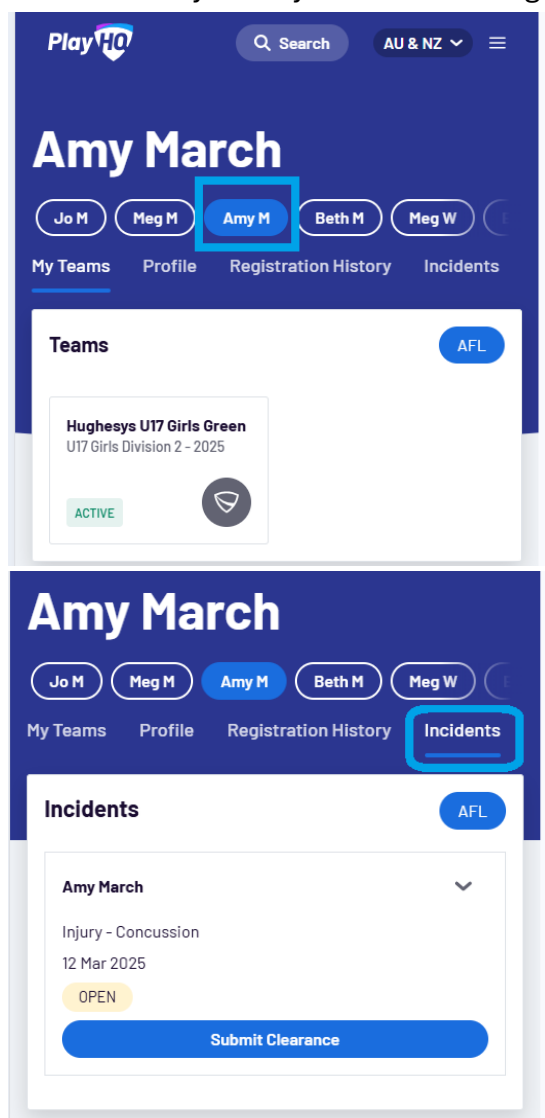 PlayHQ
Search
AU & NZ
Amy March
Jo M Meg M Amy M Beth M Meg W
My Teams Profile Registration History Incidents
Teams AFL
Hughesys U17 Girls Green
U17 Girls Division 2 - 2025
ACTIVE
Amy March
Jo M Meg M Amy M Beth M Meg W
My Teams Profile Registration History Incidents
Incidents AFL
Amy March
Injury - Concussion
12 Mar 2025
OPEN
Submit Clearance